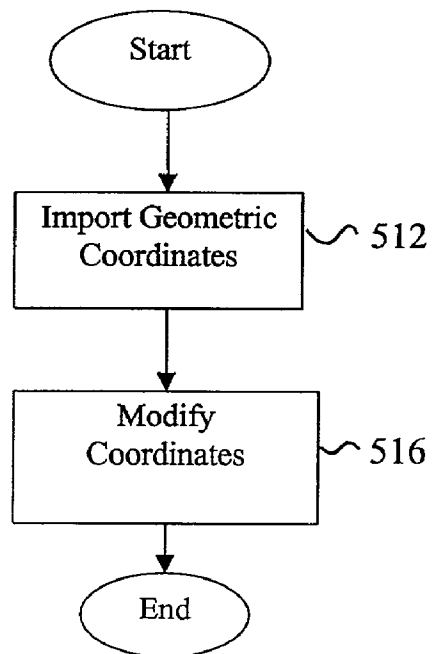 Start
Import Geometric
Coordinates
512
Modify
Coordinates
516
End